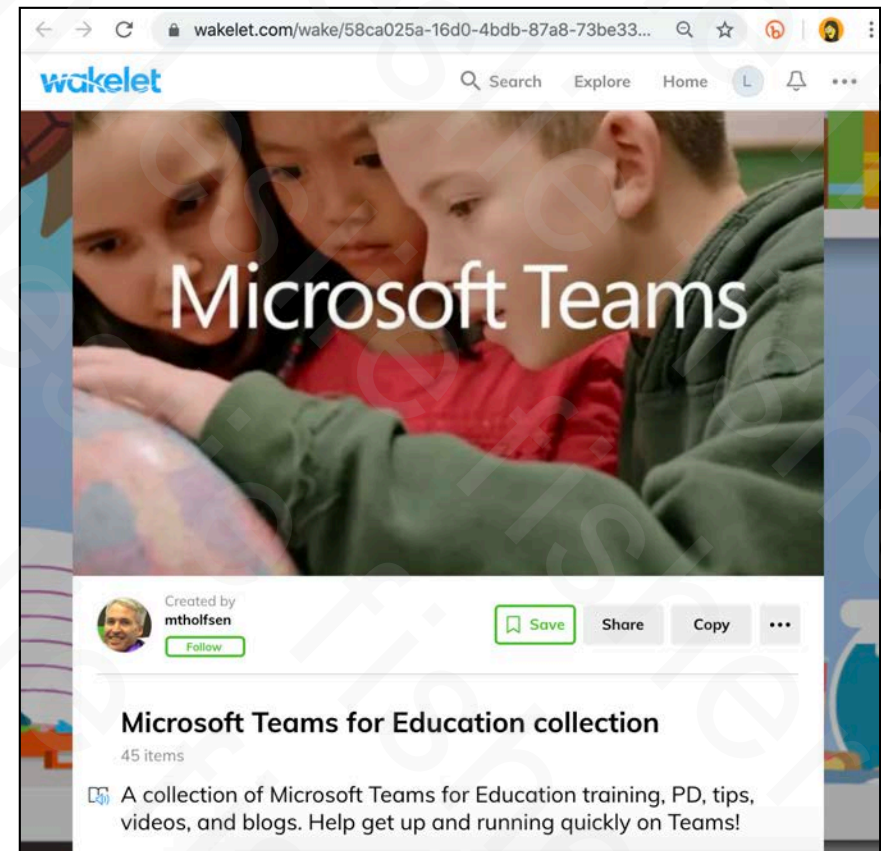 wakelet.com/wake/58ca025a-16d0-4bdb-87a8-73be33...
wakelet
Search Explore Home L
Microsoft Teams
Created by
mtholfsen
Follow
Save Share Copy
Microsoft Teams for Education collection
45 items
A collection of Microsoft Teams for Education training, PD, tips,
videos, and blogs. Help get up and running quickly on Teams!